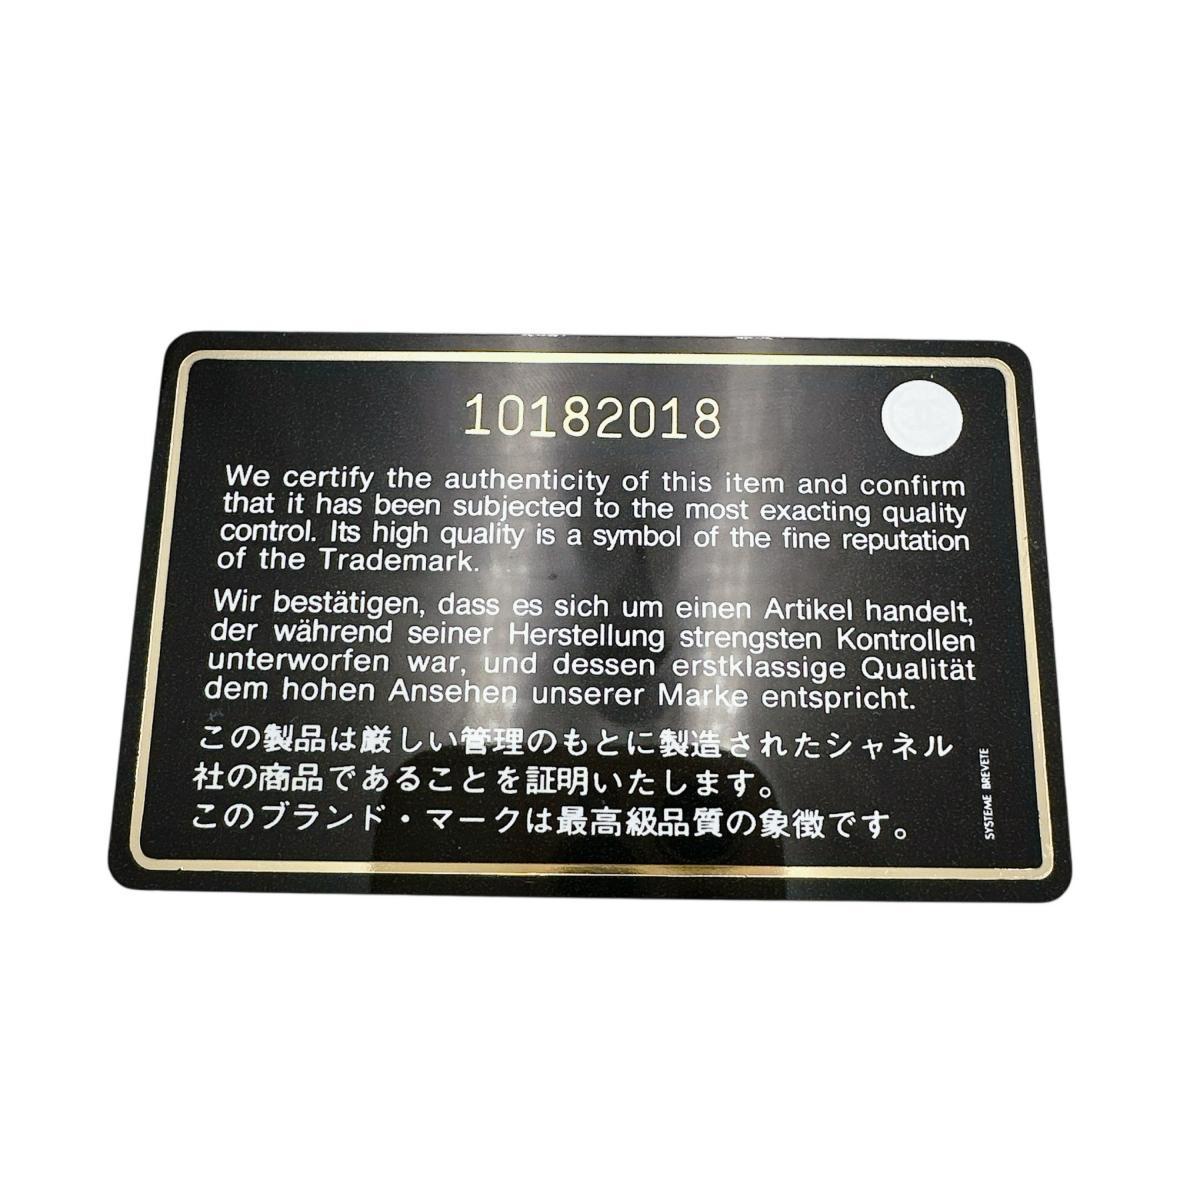 10182018
We certify the authenticity of this item and confirm
that it has been subjected to the most exacting quality
control. Its high quality is a symbol of the fine reputation
of the Trademark.
Wir bestätigen, dass es sich um einen Artikel handelt,
der während seiner Herstellung strengsten Kontrollen
unterworfen war, und dessen erstklassige Qualität
dem hohen Ansehen unserer Marke entspricht.
この製品は厳しい管理のもとに製造されたシャネル
社の商品であることを証明いたします。
このブランド・マークは最高級品質の象徴です。
SYSTEME BREVETE